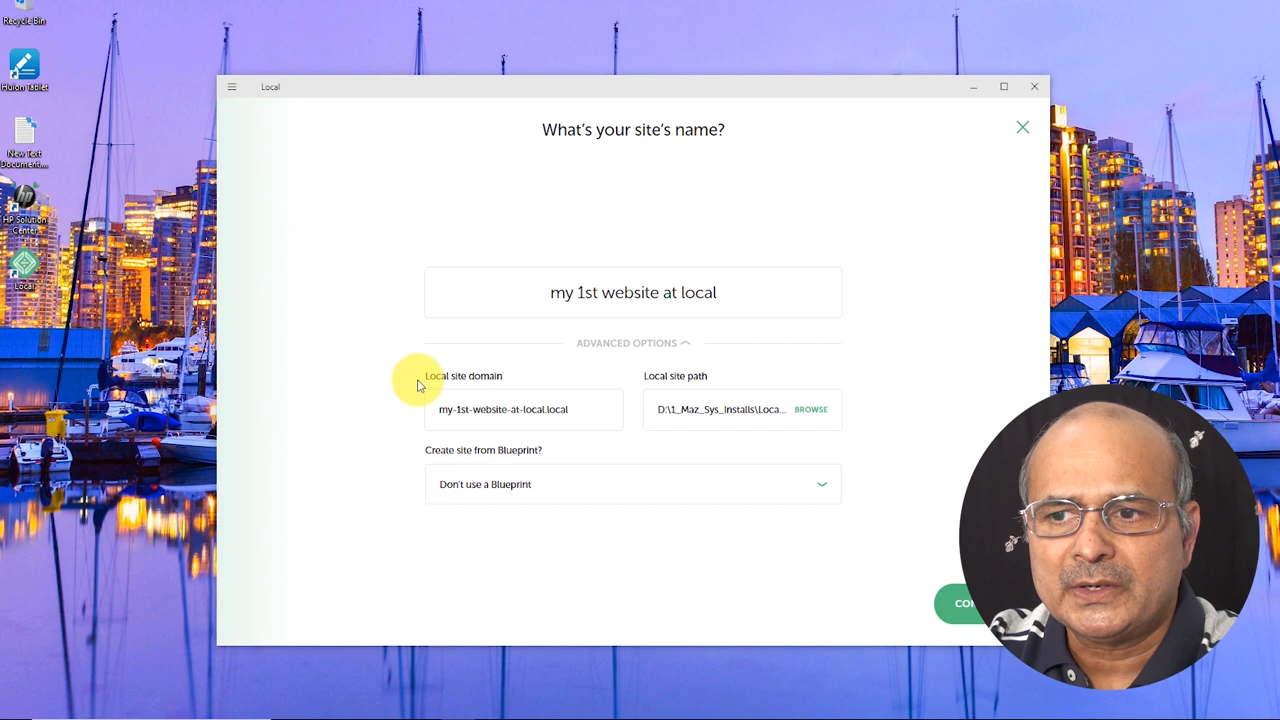 Recycle Bin
Huion Tablet
New Text
Document...
HP Solution
Center
Local
Local
What's your site's name?
my 1st website at local
ADVANCED OPTIONS
Local site domain
Local site path
my-1st-website-at-local.local
D:\1_Maz_Sys_Installs\Loca...
BROWSE
Create site from Blueprint?
Don't use a Blueprint